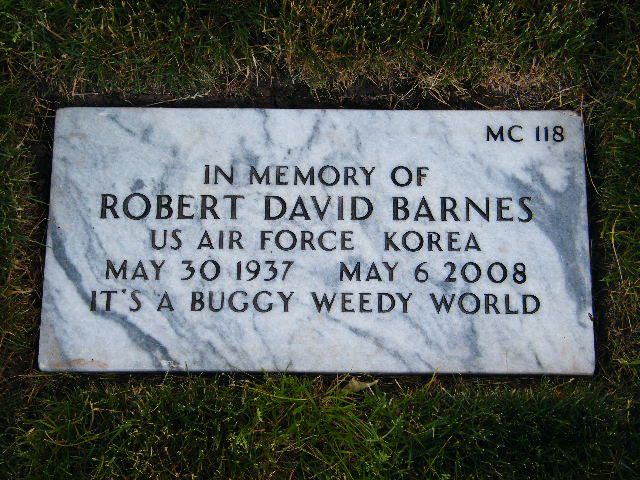 MC 118
IN MEMORY OF
ROBERT DAVID BARNES
US AIR FORCE KOREA
MAY 30 1937 MAY 6 2008
IT'S A BUGGY WEEDY WORLD